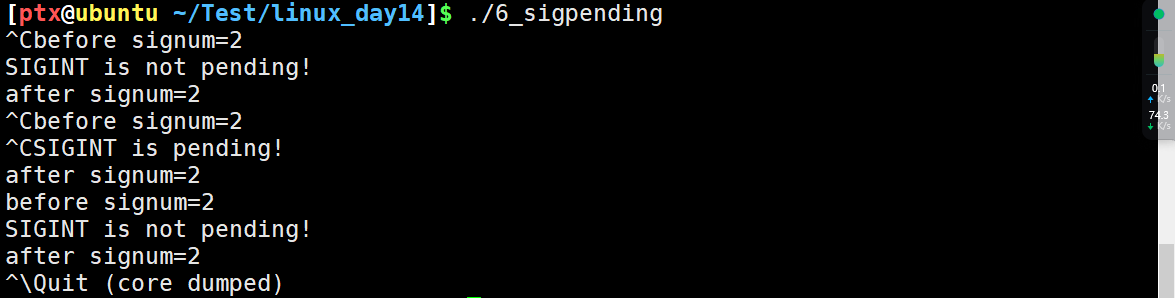 [ptx@ubuntu ~/Test/linux_day14]$ ./6_sigpending
^Cbefore signum=2
SIGINT is not pending!
after signum=2
^Cbefore signum=2
^CSIGINT is pending!
after signum=2
before signum=2
SIGINT is not pending!
after signum=2
^\Quit (core dumped)
0.1
↑ K/s
74.3
↓ K/s